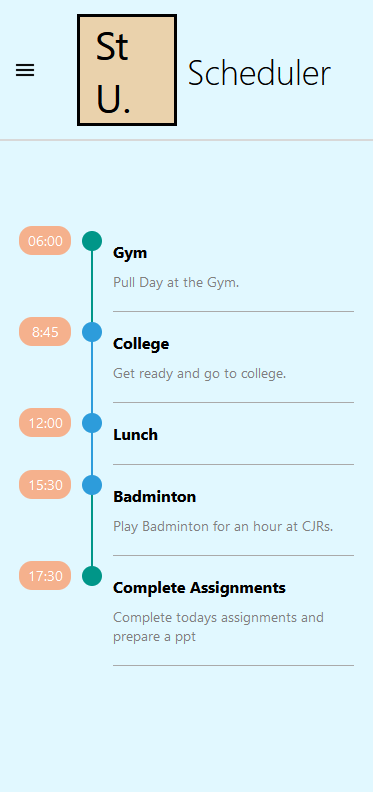 St
U.
Scheduler
06:00
Gym
Pull Day at the Gym.
8:45
College
Get ready and go to college.
12:00
Lunch
15:30
Badminton
Play Badminton for an hour at CJRs.
17:30
Complete Assignments
Complete todays assignments and
prepare a ppt